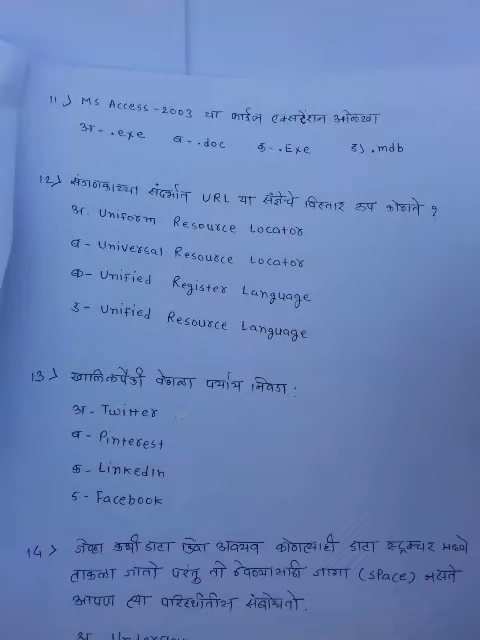 11) MS Access-2003 या फाईल एक्सटेंशन ओळखा
अ- .exe ब- .doc क- .Exe ड) .mdb
12) संगणकाच्या संदर्भात URL या संज्ञेचे विस्तार रूप कोणते ?
अ. Uniform Resource Locator
ब- Universal Resource Locator
क- Unified Register Language
ड- Unified Resource Language
13) खालिलपैकी वेगळा पर्याय निवडा :
अ- Twitter
ब- Pinterest
क- LinkedIn
ड- Facebook
14) जेव्हा कधी डाटा किंवा अवयव कोणत्याही डाटा स्ट्रक्चर मध्ये
टाकला जातो परंतु तो ठेवण्यासाठी जागा (space) नसते
आपण त्या परिस्थीतीस संबोधतो.